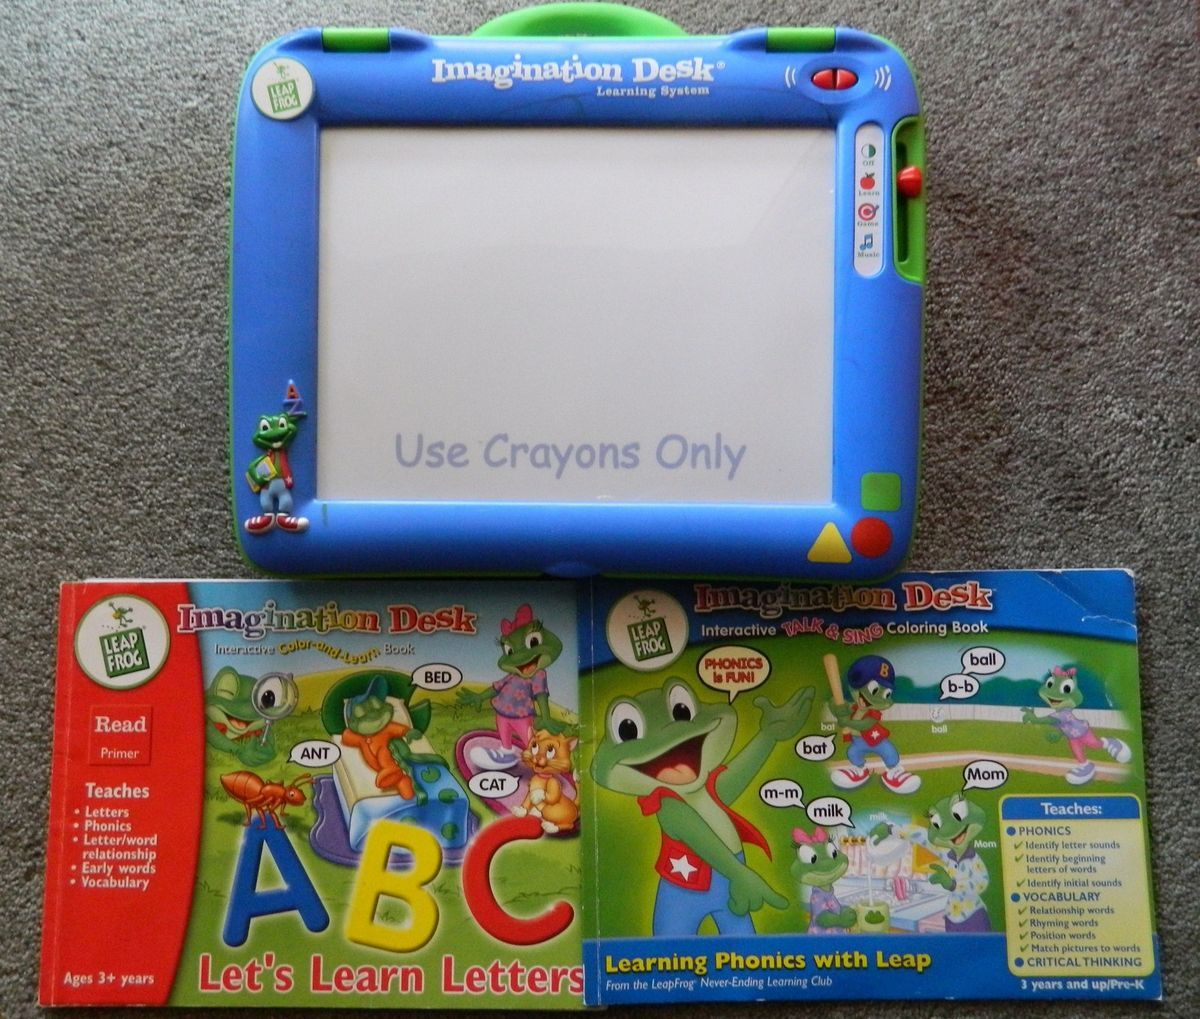 Imagination Desk®
Learning System
LEAP
FROG
Off
Learn
Game
Music
A
Z
Use Crayons Only
LEAP
FROG
Imagination Desk
Interactive Color-and-Learn Book
Read
Primer
BED
ANT
CAT
Teaches
• Letters
• Phonics
• Letter/word
relationship
• Early words
• Vocabulary
A B C
Ages 3+ years
Let's Learn Letters
LEAP
FROG
Imagination Desk™
Interactive TALK & SING Coloring Book
PHONICS
is FUN!
B
ball
b-b
bat
ball
bat
Mom
m-m
milk
milk
Mom
Teaches:
PHONICS
✓ Identify letter sounds
✓ Identify beginning
letters of words
✓ Identify initial sounds
VOCABULARY
✓ Relationship words
✓ Rhyming words
✓ Position words
✓ Match pictures to words
CRITICAL THINKING
Learning Phonics with Leap
From the LeapFrog® Never-Ending Learning Club
3 years and up/Pre-K